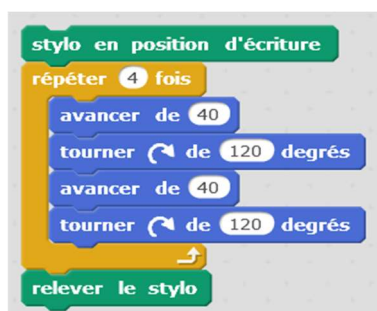 stylo en position d'écriture
répéter 4 fois
avancer de 40
tourner de 120 degrés
avancer de 40
tourner de 120 degrés
relever le stylo